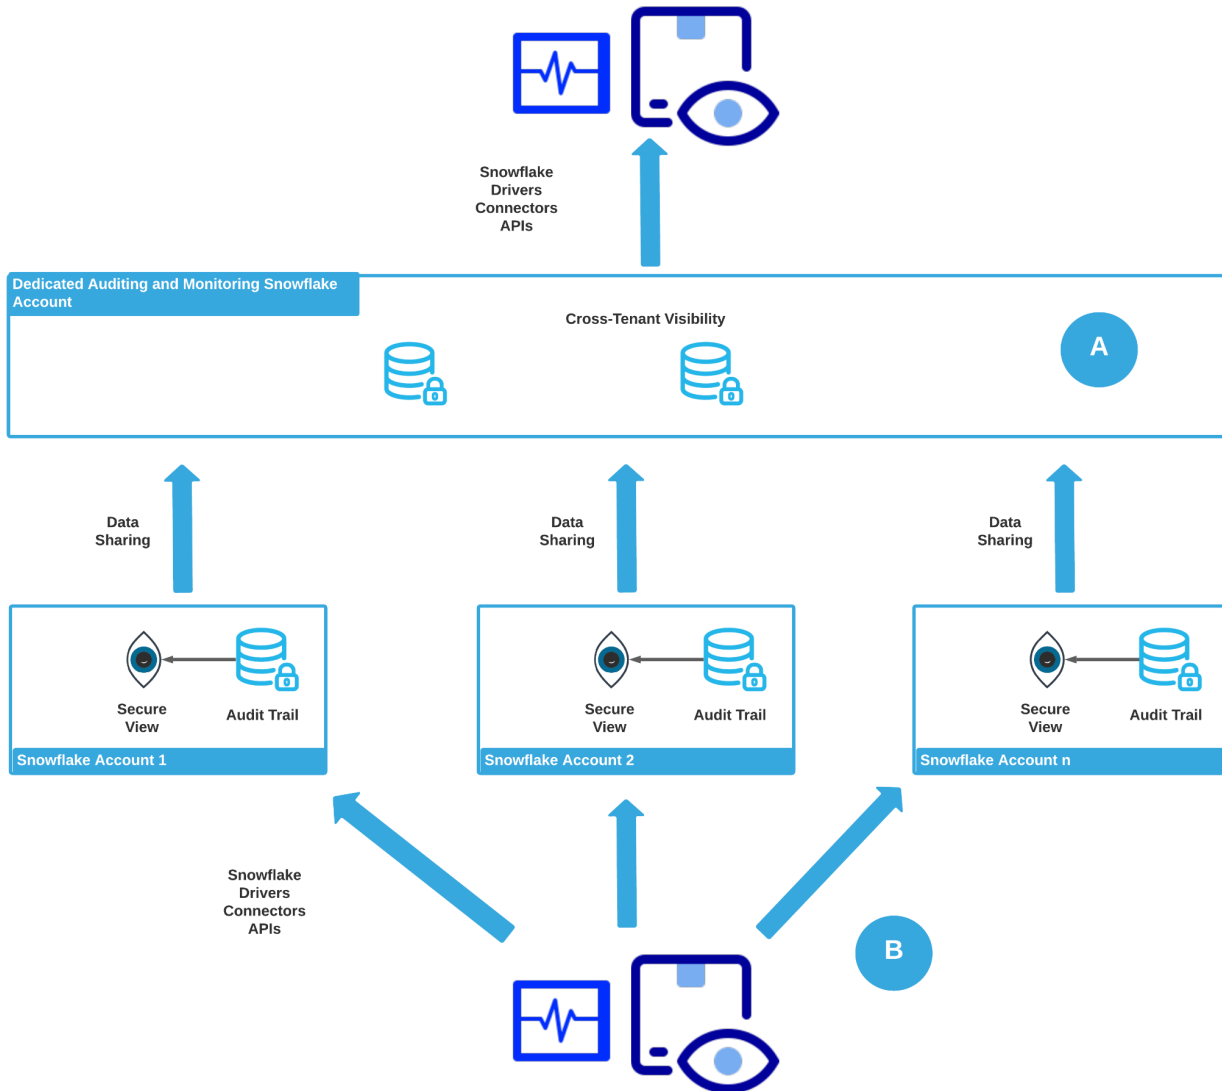 Snowflake
Drivers
Connectors
APIs
Dedicated Auditing and Monitoring Snowflake
Account
Cross-Tenant Visibility
A
Data
Sharing
Data
Sharing
Data
Sharing
Secure
View
Audit Trail
Snowflake Account 1
Secure
View
Audit Trail
Snowflake Account 2
Secure
View
Audit Trail
Snowflake Account n
Snowflake
Drivers
Connectors
APIs
B